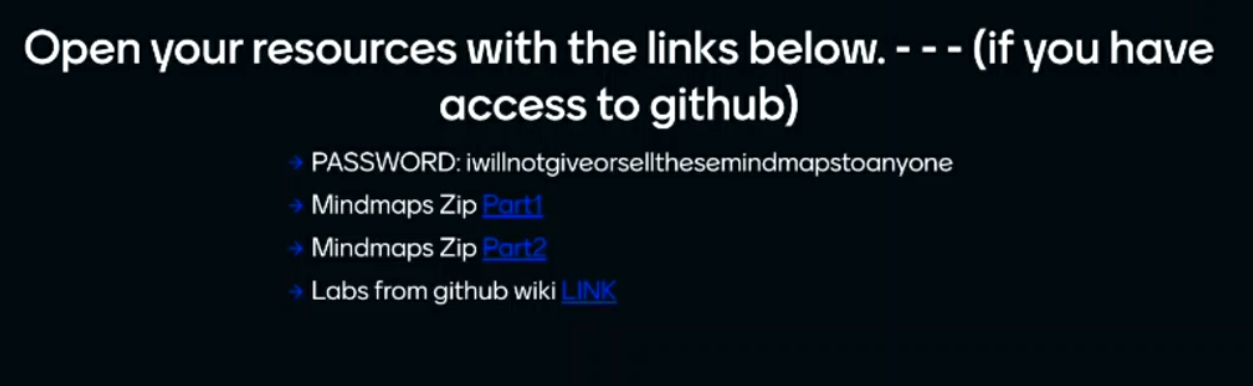 Open your resources with the links below. - - - (if you have
access to github)
→ PASSWORD: iwillnotgiveorsellthesemindmapstoanyone
→ Mindmaps Zip Part1
→ Mindmaps Zip Part2
→ Labs from github wiki LINK